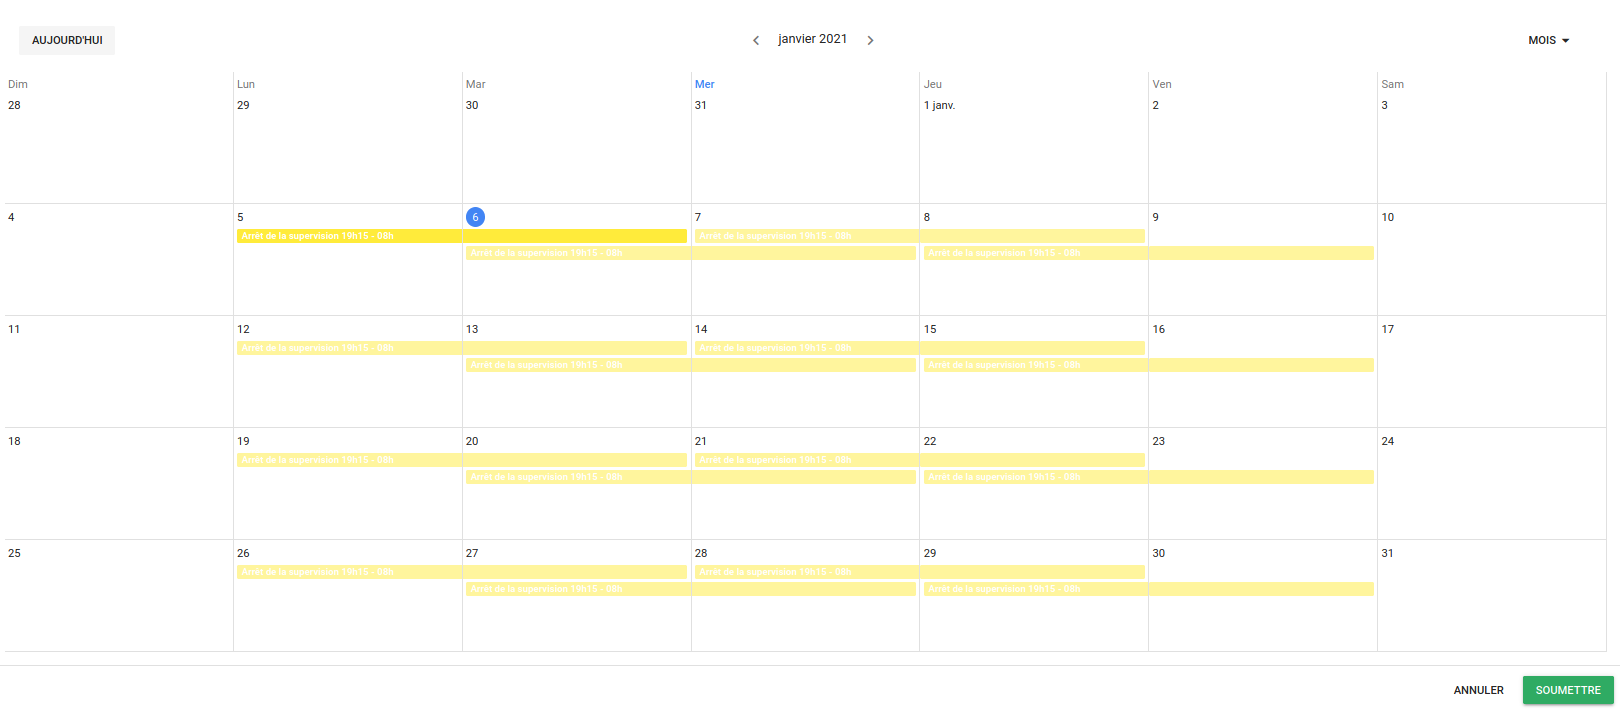 AUJOURD'HUI
janvier 2021
MOIS
Dim Lun Mar Mer Jeu Ven Sam
28 29 30 31 1 janv. 2 3
4 5 6 7 8 9 10
Arrêt de la supervision 19h15 - 08h Arrêt de la supervision 19h15 - 08h
Arrêt de la supervision 19h15 - 08h Arrêt de la supervision 19h15 - 08h
11 12 13 14 15 16 17
Arrêt de la supervision 19h15 - 08h Arrêt de la supervision 19h15 - 08h
Arrêt de la supervision 19h15 - 08h Arrêt de la supervision 19h15 - 08h
18 19 20 21 22 23 24
Arrêt de la supervision 19h15 - 08h Arrêt de la supervision 19h15 - 08h
Arrêt de la supervision 19h15 - 08h Arrêt de la supervision 19h15 - 08h
25 26 27 28 29 30 31
Arrêt de la supervision 19h15 - 08h Arrêt de la supervision 19h15 - 08h
Arrêt de la supervision 19h15 - 08h Arrêt de la supervision 19h15 - 08h
ANNULER SOUMETTRE